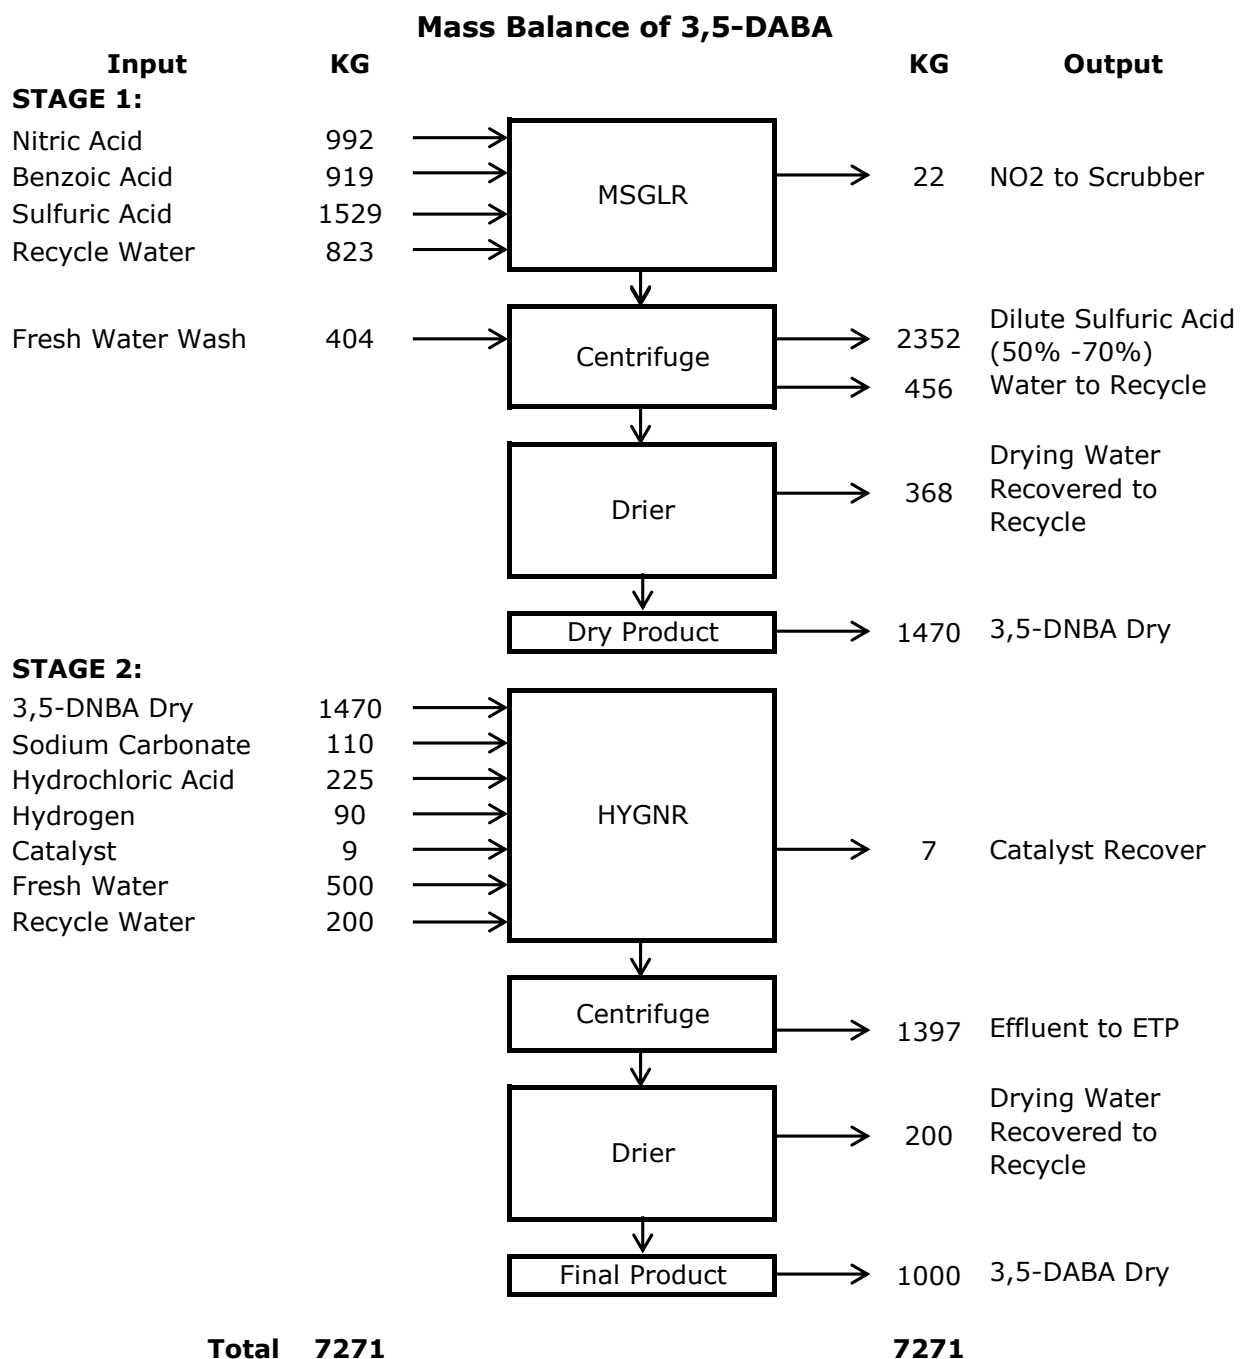 Mass Balance of 3,5-DABA
Input KG KG Output
STAGE 1:
Nitric Acid 992
Benzoic Acid 919 MSGLR 22 NO2 to Scrubber
Sulfuric Acid 1529
Recycle Water 823
Fresh Water Wash 404 Centrifuge 2352 Dilute Sulfuric Acid
(50% -70%)
456 Water to Recycle
Drier 368 Drying Water
Recovered to
Recycle
Dry Product 1470 3,5-DNBA Dry
STAGE 2:
3,5-DNBA Dry 1470
Sodium Carbonate 110
Hydrochloric Acid 225
Hydrogen 90 HYGNR
Catalyst 9 7 Catalyst Recover
Fresh Water 500
Recycle Water 200
Centrifuge 1397 Effluent to ETP
Drier 200 Drying Water
Recovered to
Recycle
Final Product 1000 3,5-DABA Dry
Total 7271 7271